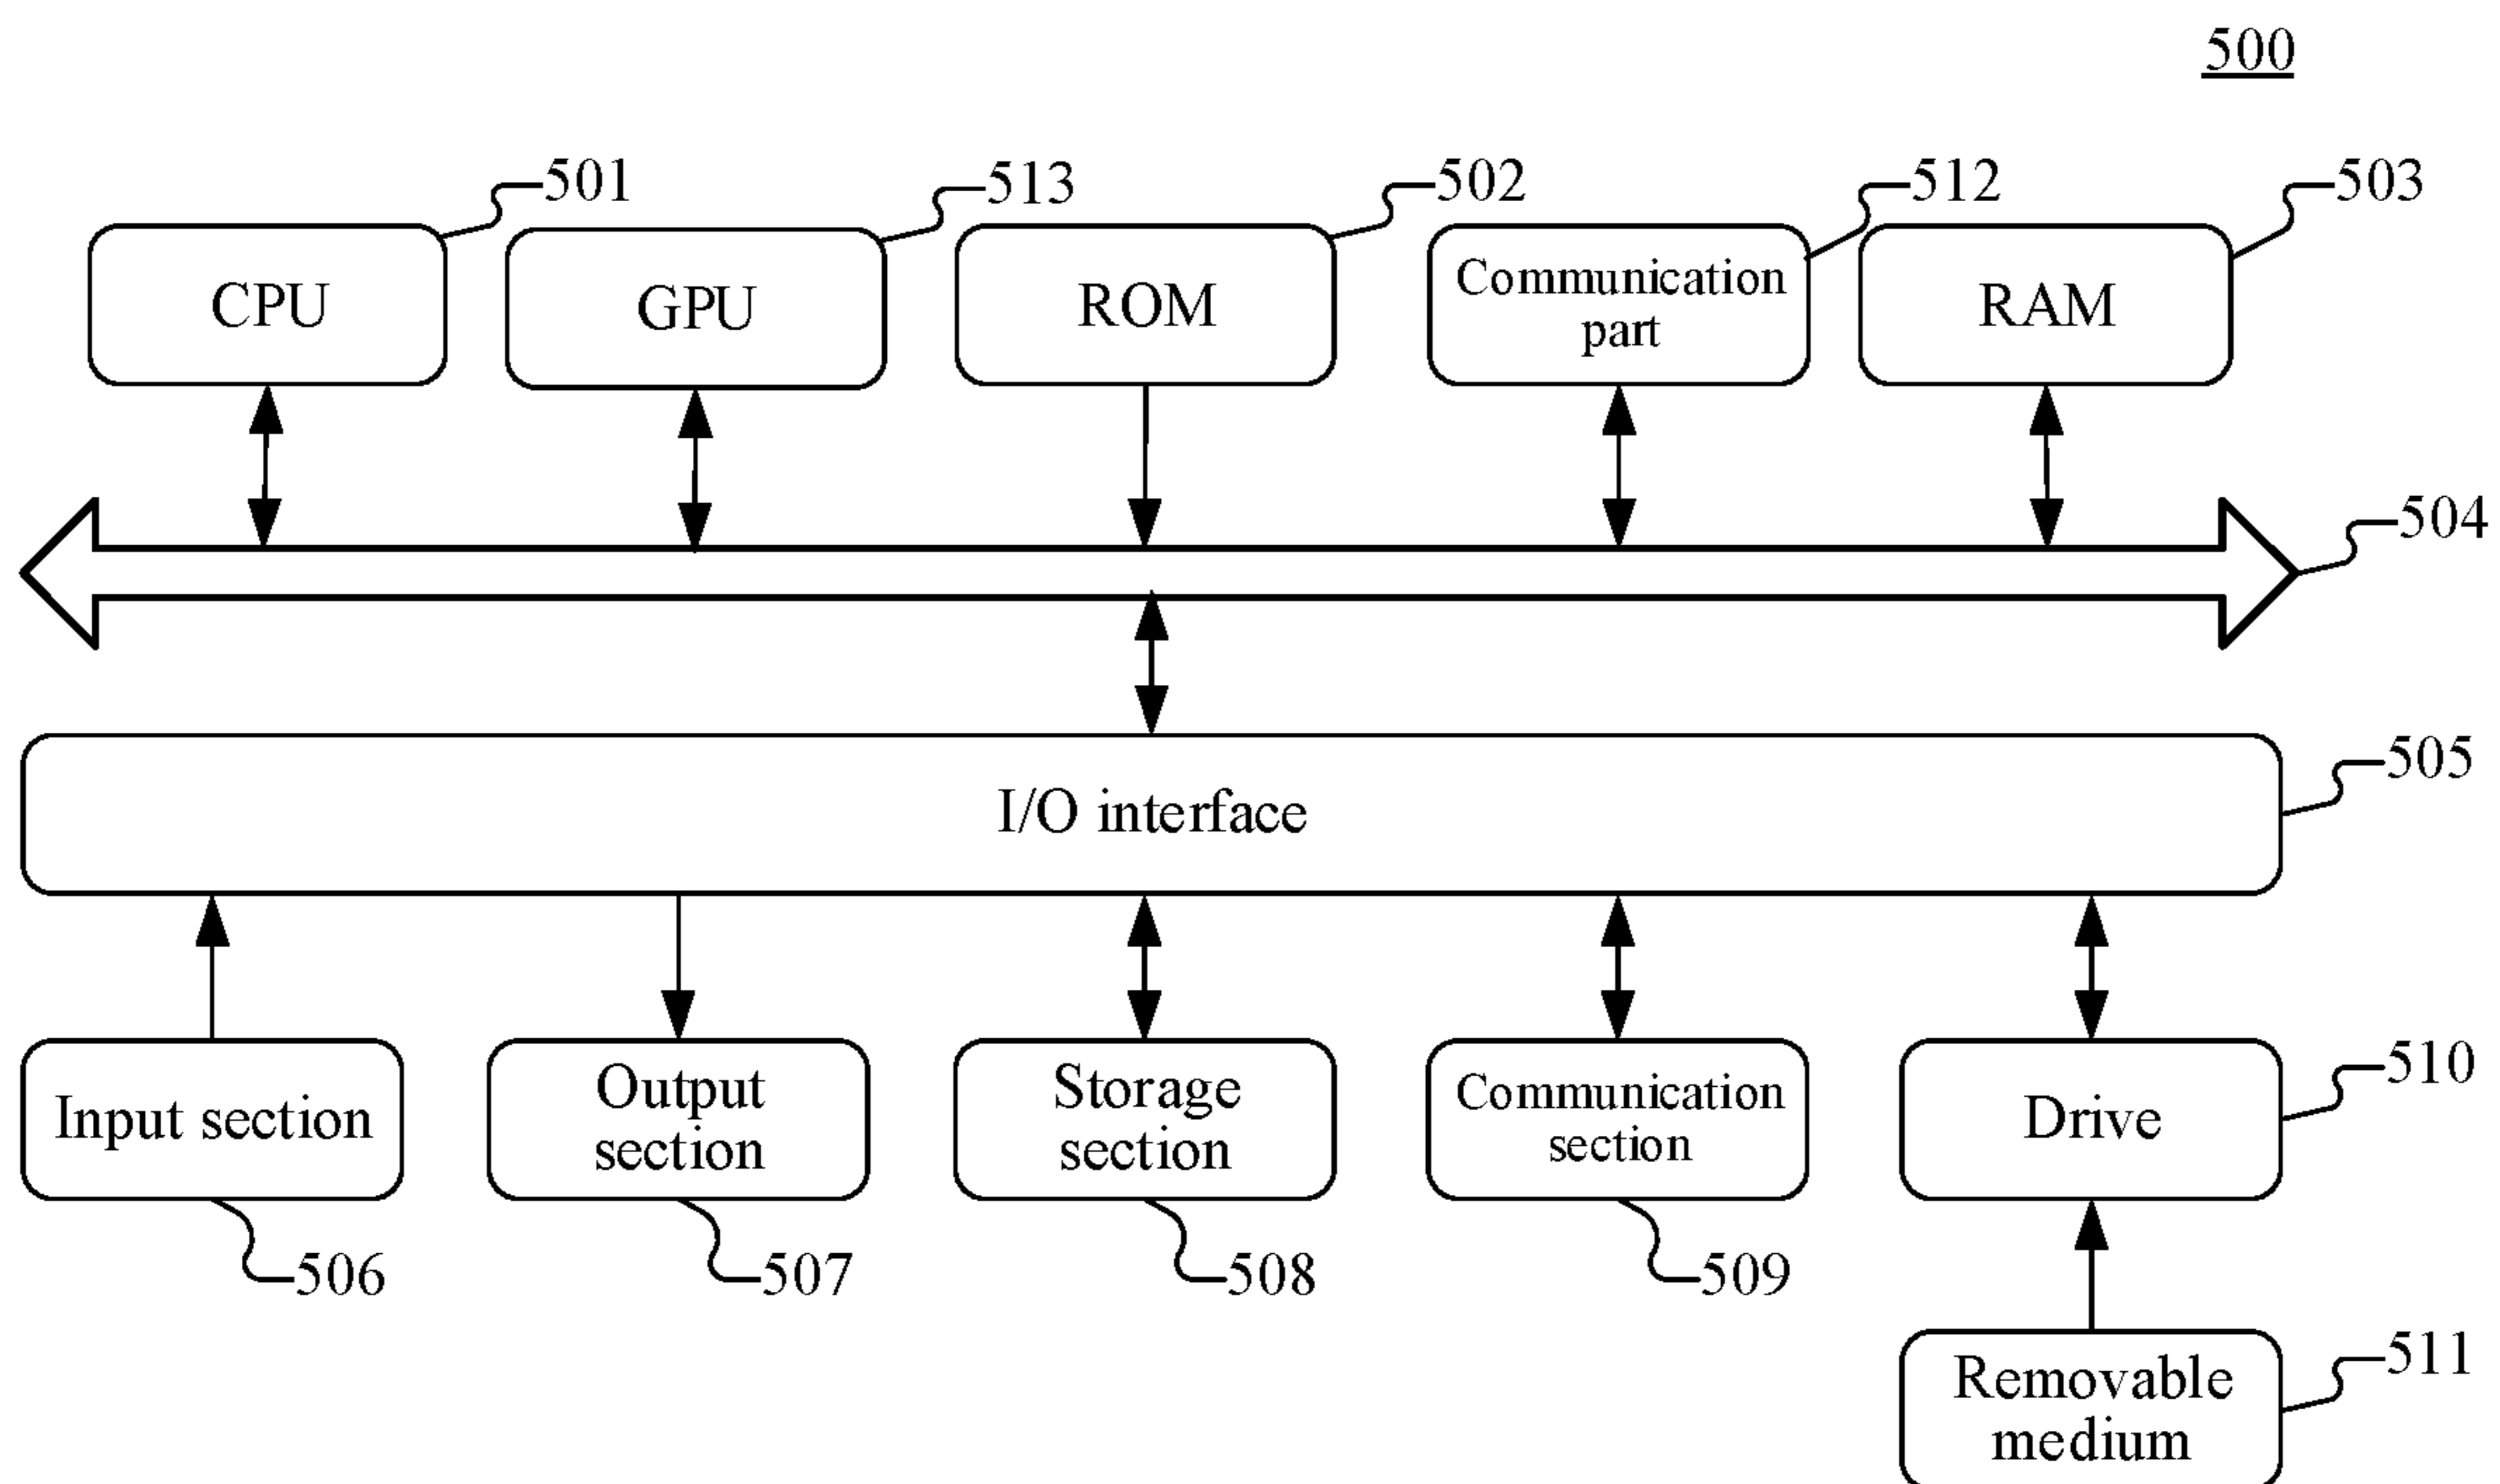 500
501
513
502
512
503
CPU
GPU
ROM
Communication
part
RAM
504
505
I/O interface
510
Input section
Output
section
Storage
section
Communication
section
Drive
506
507
508
509
511
Removable
medium